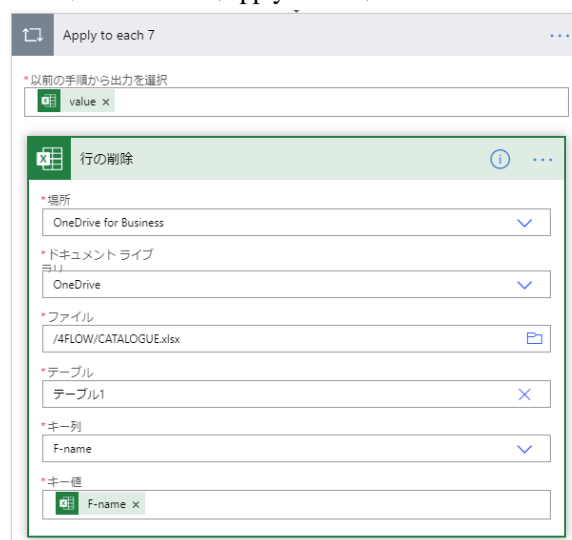 Apply to each 7
*以前の手順から出力を選択
value ×
行の削除
*場所
OneDrive for Business
*ドキュメント ライブ
ラリ
OneDrive
*ファイル
/4FLOW/CATALOGUE.xlsx
*テーブル
テーブル1
*キー列
F-name
*キー値
F-name ×